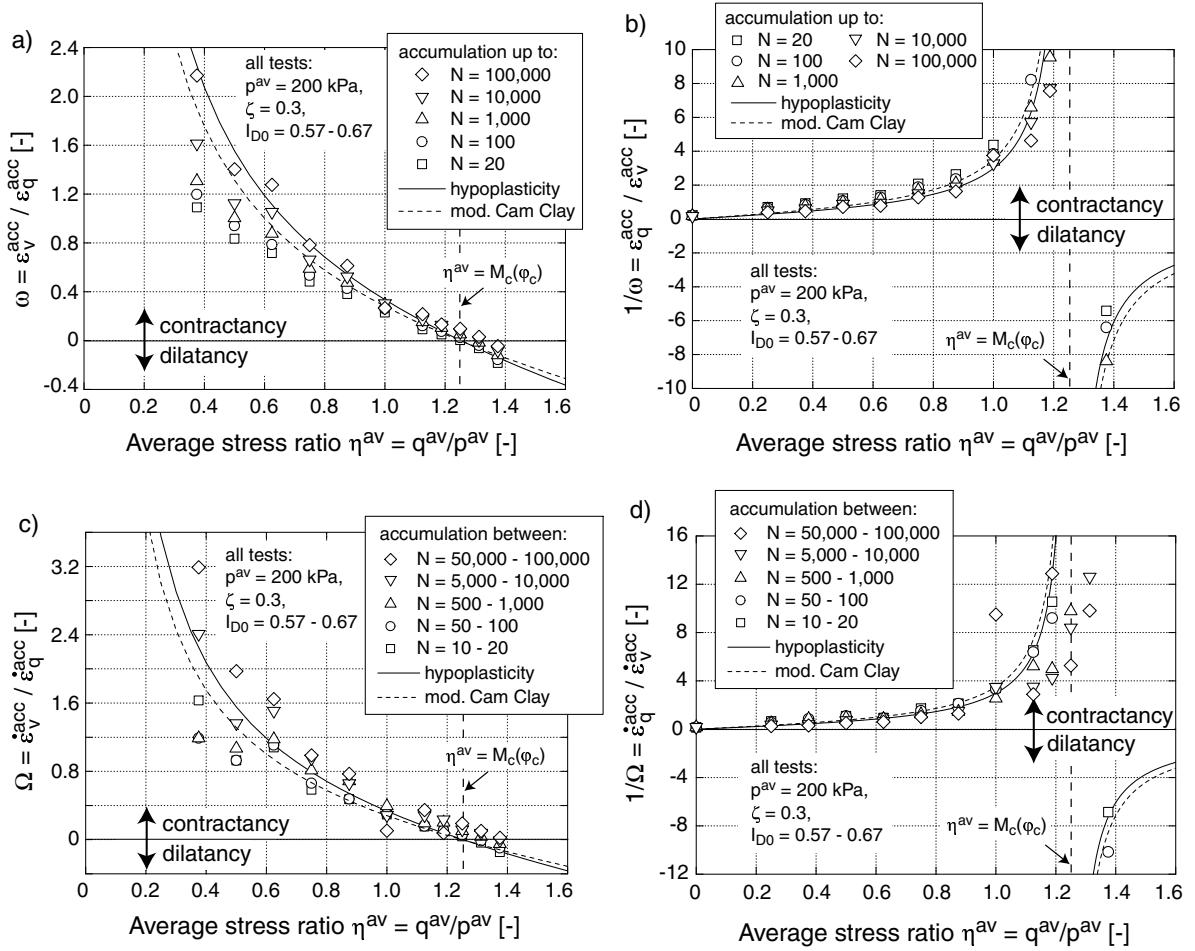 a)
2.4
2.0
1.6
1.2
0.8
0.4
0
-0.4
ω = ε_v^acc / ε_q^acc [-]
all tests:
p^av = 200 kPa,
ζ = 0.3,
I_D0 = 0.57 - 0.67
accumulation up to:
N = 100,000
N = 10,000
N = 1,000
N = 100
N = 20
hypoplasticity
mod. Cam Clay
η^av = M_c(φ_c)
contractancy
dilatancy
0 0.2 0.4 0.6 0.8 1.0 1.2 1.4 1.6
Average stress ratio η^av = q^av/p^av [-]
b)
10
8
6
4
2
0
-2
-4
-6
-8
-10
1/ω = ε_q^acc / ε_v^acc [-]
accumulation up to:
N = 20 N = 10,000
N = 100 N = 100,000
N = 1,000
hypoplasticity
mod. Cam Clay
contractancy
dilatancy
all tests:
p^av = 200 kPa,
ζ = 0.3,
I_D0 = 0.57 - 0.67
η^av = M_c(φ_c)
0 0.2 0.4 0.6 0.8 1.0 1.2 1.4 1.6
Average stress ratio η^av = q^av/p^av [-]
c)
3.2
2.4
1.6
0.8
0
Ω = ε̇_v^acc / ε̇_q^acc [-]
all tests:
p^av = 200 kPa,
ζ = 0.3,
I_D0 = 0.57 - 0.67
accumulation between:
N = 50,000 - 100,000
N = 5,000 - 10,000
N = 500 - 1,000
N = 50 - 100
N = 10 - 20
hypoplasticity
mod. Cam Clay
η^av = M_c(φ_c)
contractancy
dilatancy
0 0.2 0.4 0.6 0.8 1.0 1.2 1.4 1.6
Average stress ratio η^av = q^av/p^av [-]
d)
16
12
8
4
0
-4
-8
-12
1/Ω = ε̇_q^acc / ε̇_v^acc [-]
accumulation between:
N = 50,000 - 100,000
N = 5,000 - 10,000
N = 500 - 1,000
N = 50 - 100
N = 10 - 20
hypoplasticity
mod. Cam Clay
contractancy
dilatancy
all tests:
p^av = 200 kPa,
ζ = 0.3,
I_D0 = 0.57 - 0.67
η^av = M_c(φ_c)
0 0.2 0.4 0.6 0.8 1.0 1.2 1.4 1.6
Average stress ratio η^av = q^av/p^av [-]